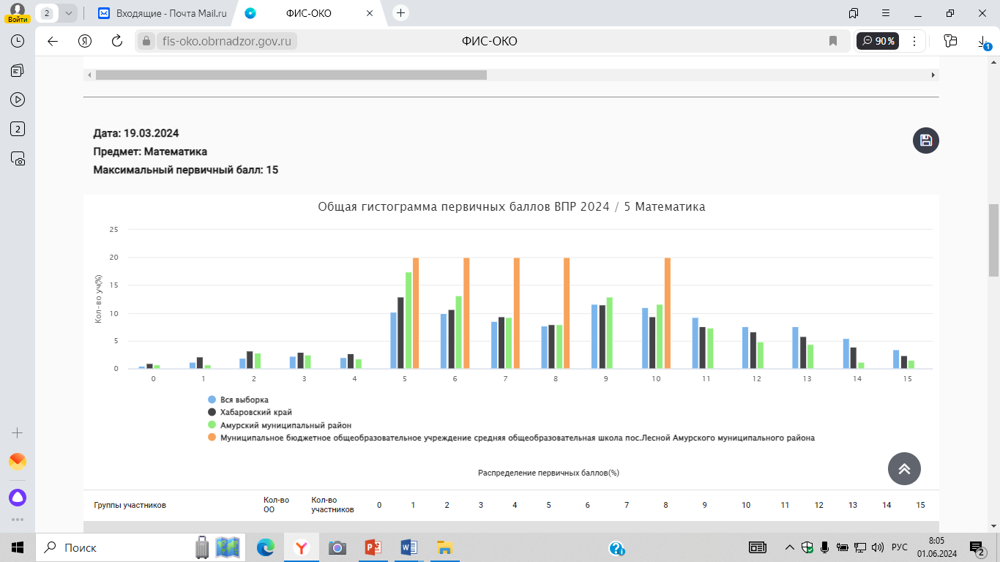 Войти
2
Входящие - Почта Mail.ru
ФИС-ОКО
fis-oko.obrnadzor.gov.ru
ФИС-ОКО
90%
1
2
Дата: 19.03.2024
Предмет: Математика
Максимальный первичный балл: 15
Общая гистограмма первичных баллов ВПР 2024 / 5 Математика
Кол-во уч(%)
25
20
15
10
5
0
0 1 2 3 4 5 6 7 8 9 10 11 12 13 14 15
Вся выборка
Хабаровский край
Амурский муниципальный район
Муниципальное бюджетное общеобразовательное учреждение средняя общеобразовательная школа пос.Лесной Амурского муниципального района
Распределение первичных баллов(%)
Группы участников Кол-во ОО Кол-во участников 0 1 2 3 4 5 6 7 8 9 10 11 12 13 14 15
Поиск
РУС
8:05
01.06.2024
2